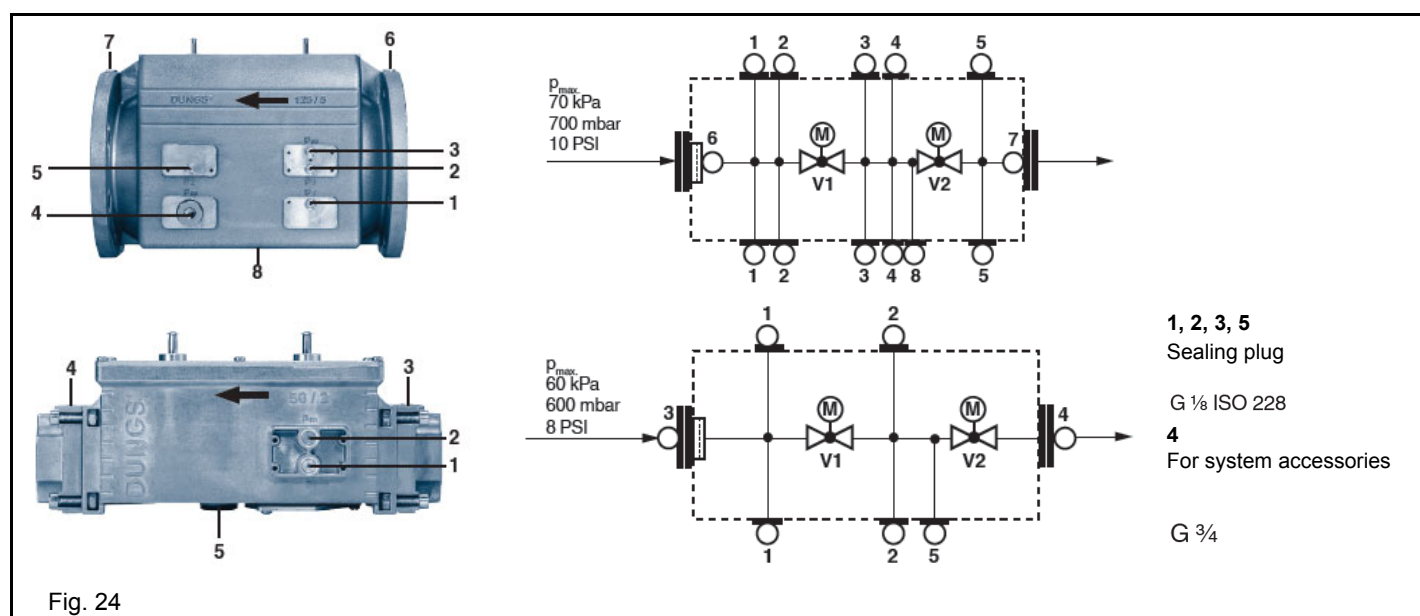 7
6
DUNGS
125 / 5
3
5
2
4
1
8
1 2 3 4 5
pmax.
70 kPa
700 mbar
10 PSI
6
M
M
7
V1
V2
1 2 3 4 8 5
4
3
50 / 2
DUNGS
2
1
5
1 2
pmax.
60 kPa
600 mbar
8 PSI
3
M
M
4
V1
V2
1 2 5
1, 2, 3, 5
Sealing plug
G ⅛ ISO 228
4
For system accessories
G ¾
Fig. 24